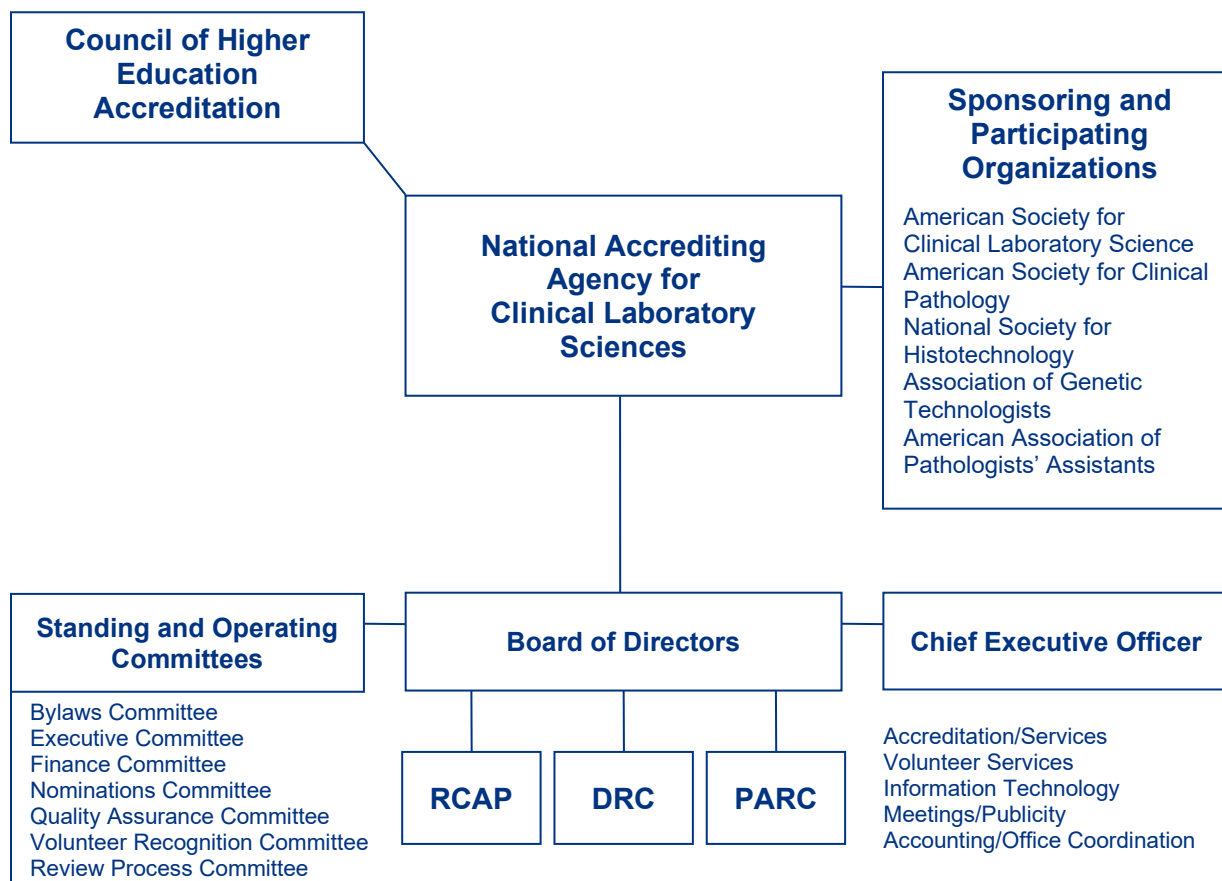 Council of Higher
Education
Accreditation
Sponsoring and
Participating
Organizations
American Society for
Clinical Laboratory Science
American Society for Clinical
Pathology
National Society for
Histotechnology
Association of Genetic
Technologists
American Association of
Pathologists’ Assistants
National Accrediting
Agency for
Clinical Laboratory
Sciences
Standing and Operating
Committees
Bylaws Committee
Executive Committee
Finance Committee
Nominations Committee
Quality Assurance Committee
Volunteer Recognition Committee
Review Process Committee
Board of Directors
RCAP
DRC
PARC
Chief Executive Officer
Accreditation/Services
Volunteer Services
Information Technology
Meetings/Publicity
Accounting/Office Coordination